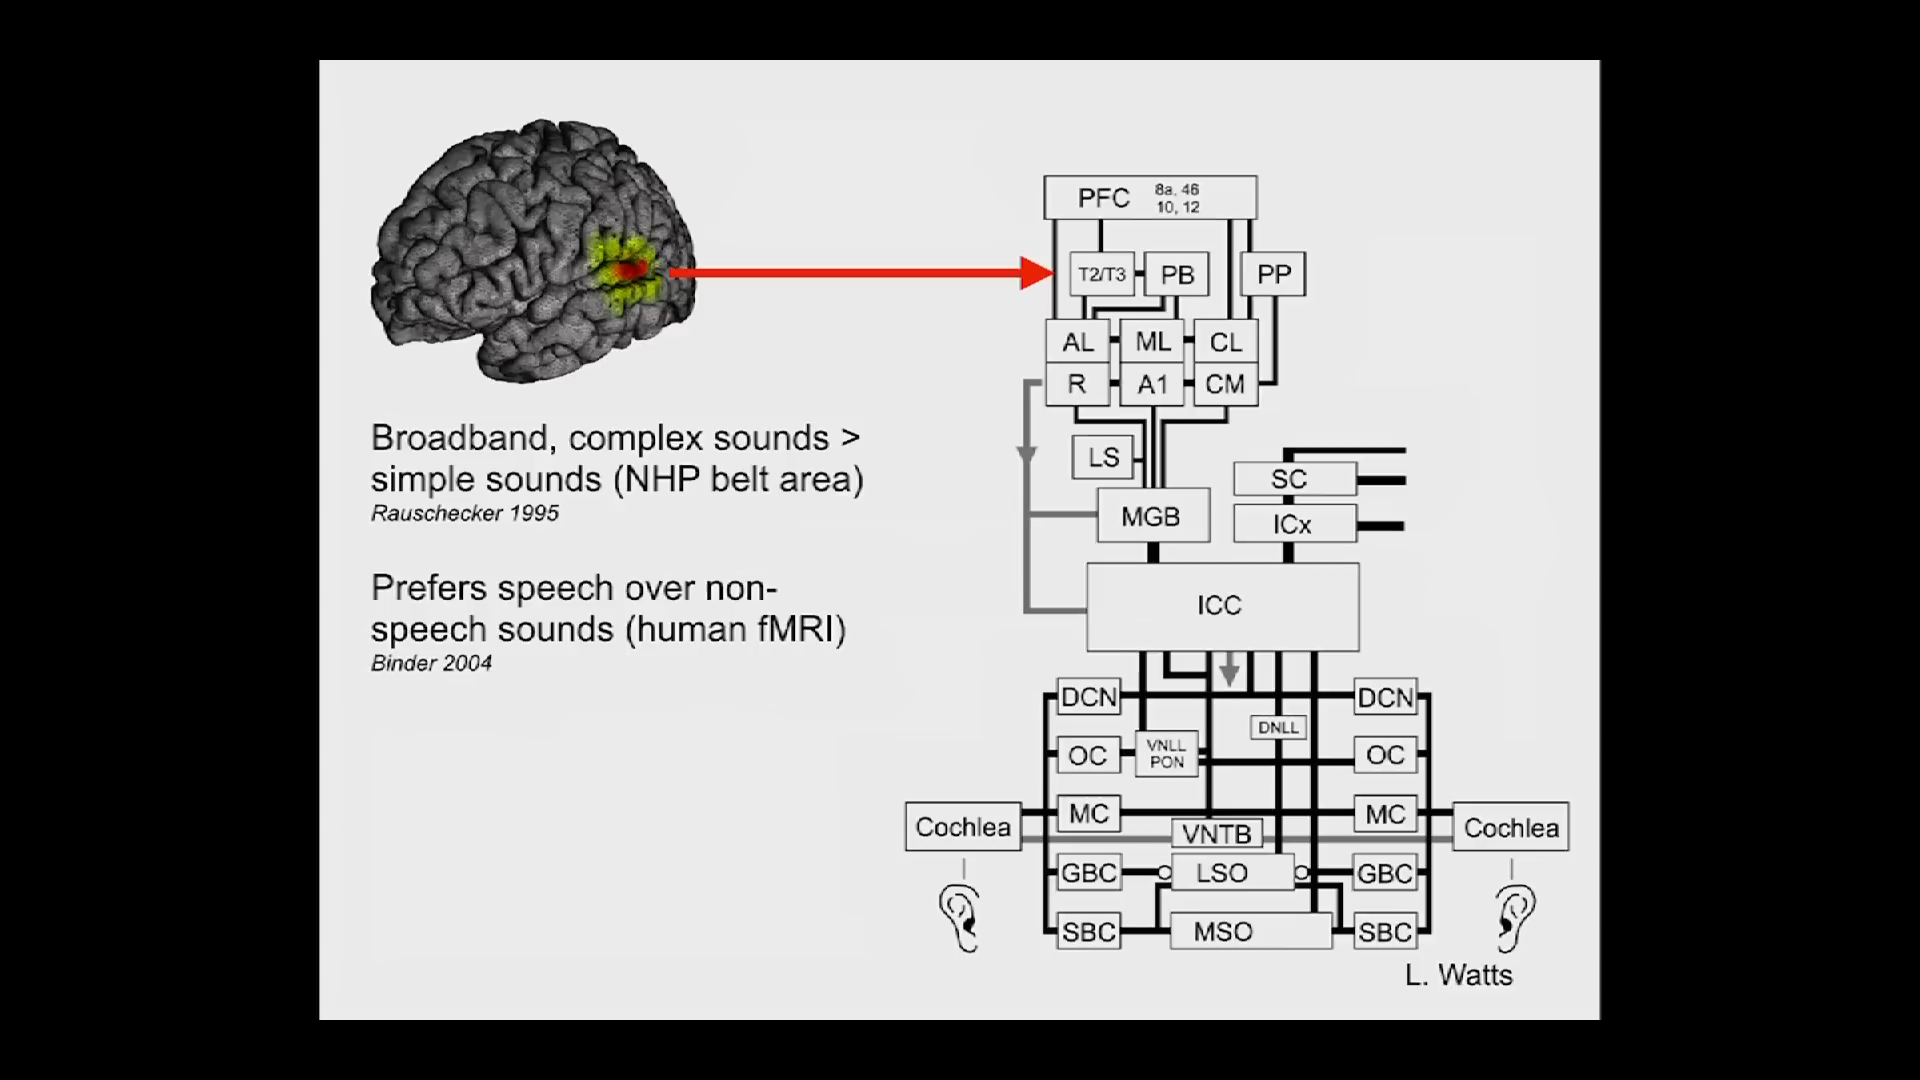 Broadband, complex sounds >
simple sounds (NHP belt area)
Rauschecker 1995
Prefers speech over non-
speech sounds (human fMRI)
Binder 2004
PFC 8a, 46
10, 12
T2/T3 PB PP
AL ML CL
R A1 CM
LS
SC
MGB
ICx
ICC
DCN DCN
DNLL
OC VNLL OC
PON
MC MC
Cochlea VNTB Cochlea
GBC LSO GBC
SBC MSO SBC
L. Watts